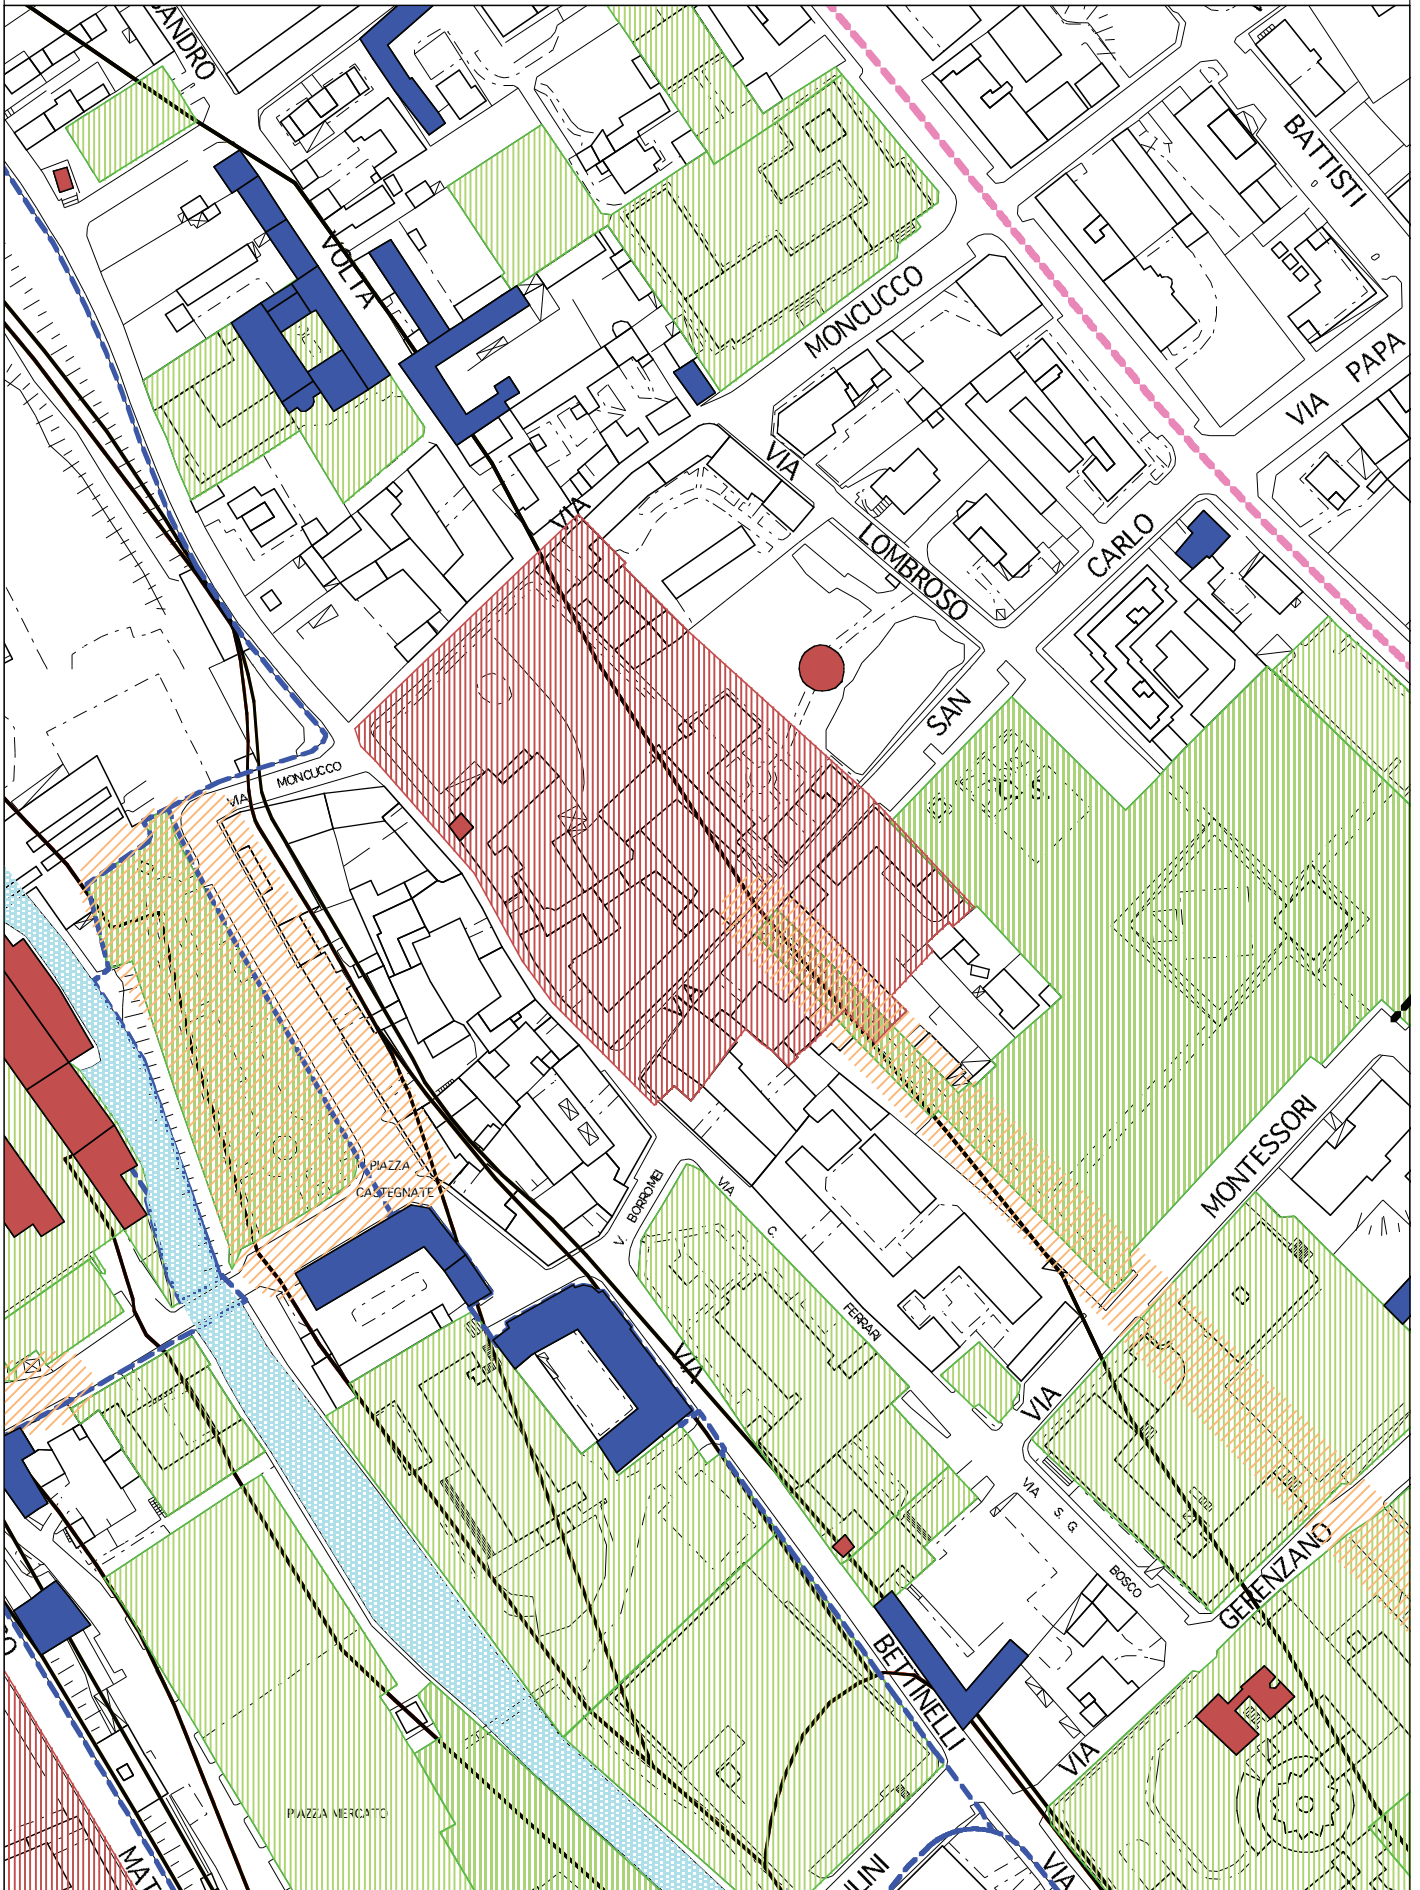 BATTISTI
VOLTA
MONCUCCO
PAPA
VIA
VIA
VIA
LOMBROSO
CARLO
SAN
MONCUCCO
VIA
VIA
MONTESSORI
PIAZZA
CASTEGNATE
V. BORROMEI
VIA
C.
FERRARI
VIA
VIA
VIA
S. G.
BOSCO
GERENZANO
BETTINELLI
VIA
PIAZZA MERCATO
VIA